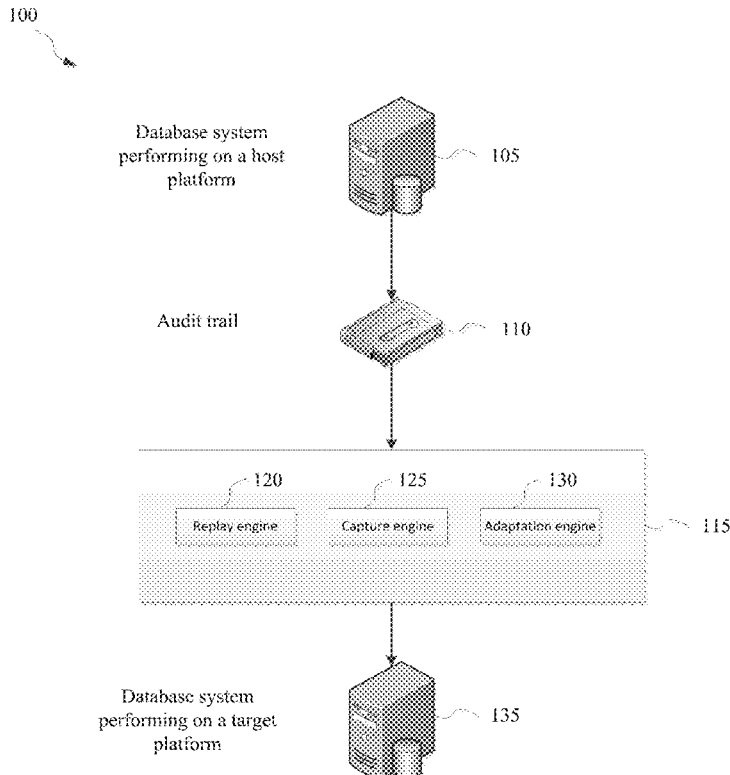 100
Database system
performing on a host
platform
105
Audit trail
110
120
125
130
Replay engine
Capture engine
Adaptation engine
115
Database system
performing on a target
platform
135